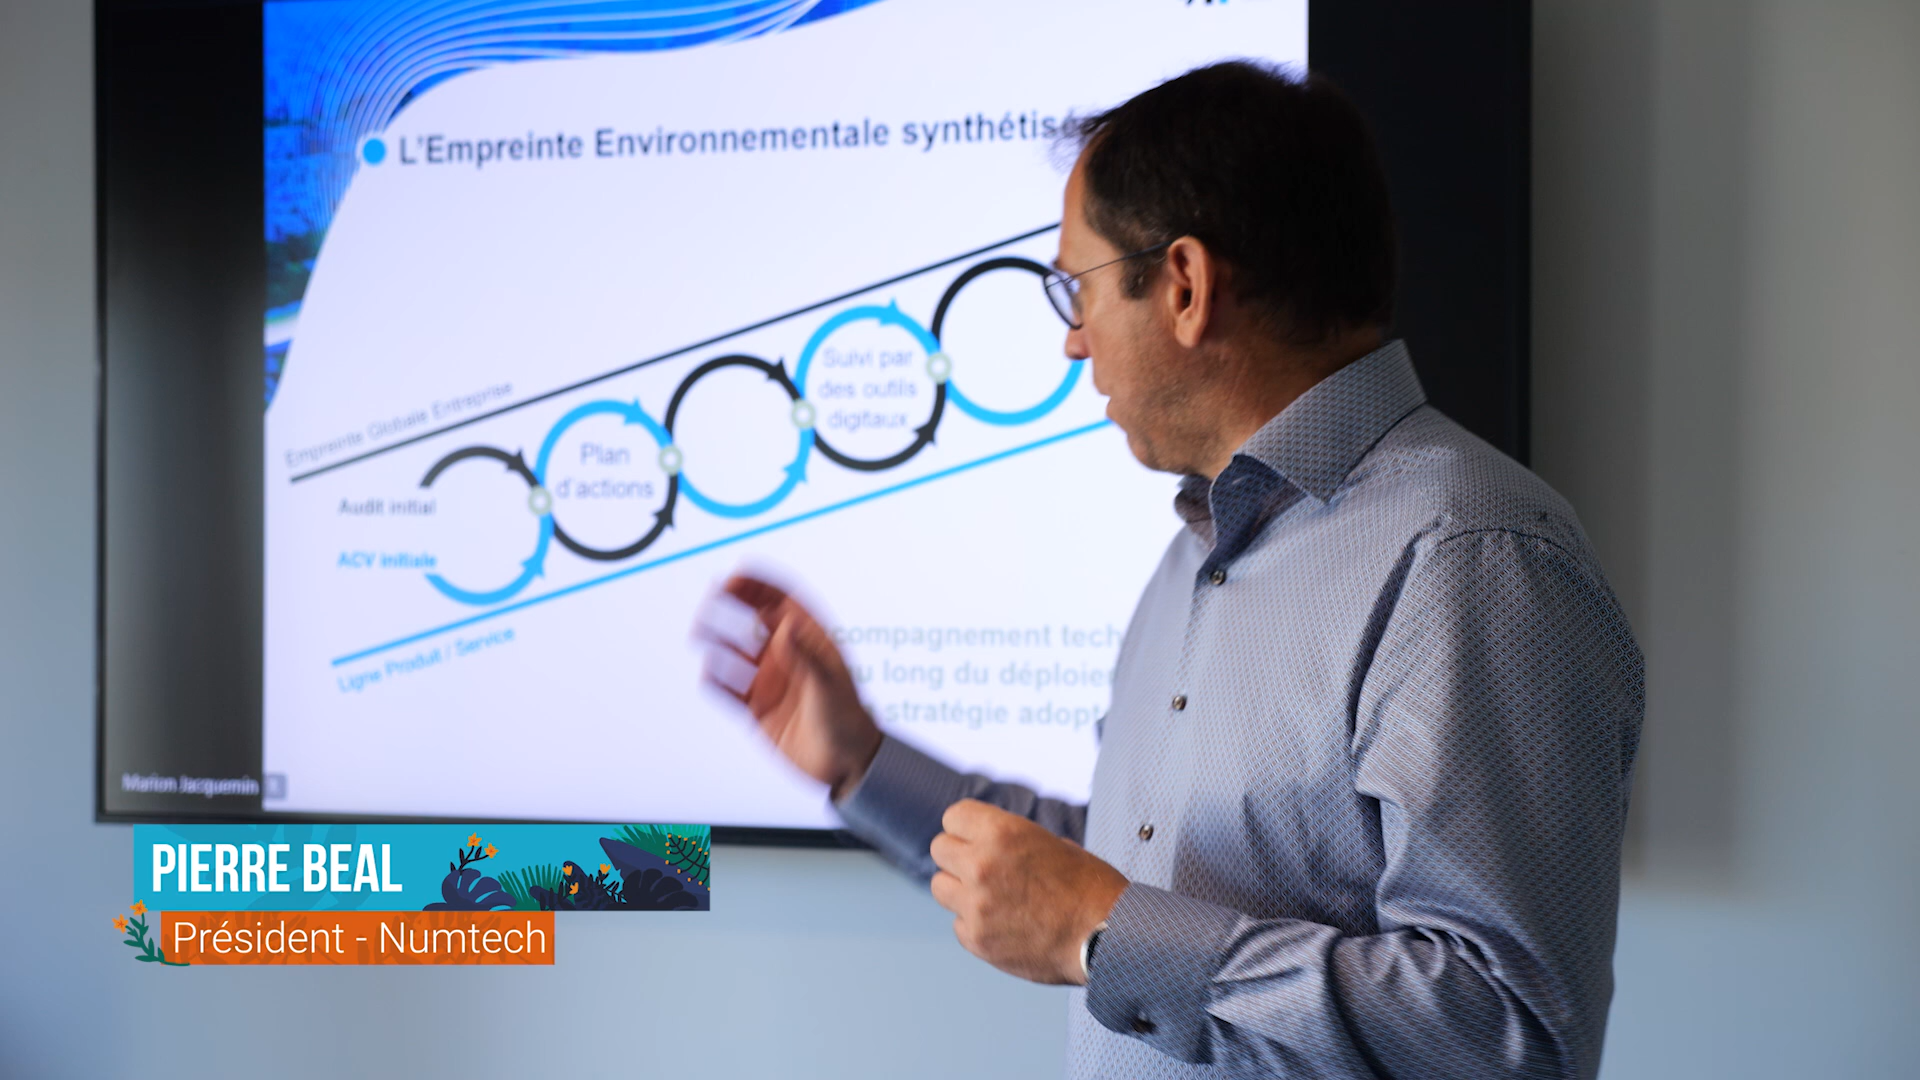 L'Empreinte Environnementale synthétisé
Empreinte Globale Entreprise
Suivi par
des outils
digitaux
Plan
d'actions
Audit initial
ACV initiale
Ligne Produit / Service
compagnement tech
long du déploie
stratégie adopt
Marion Jacquemin
PIERRE BEAL
Président - Numtech